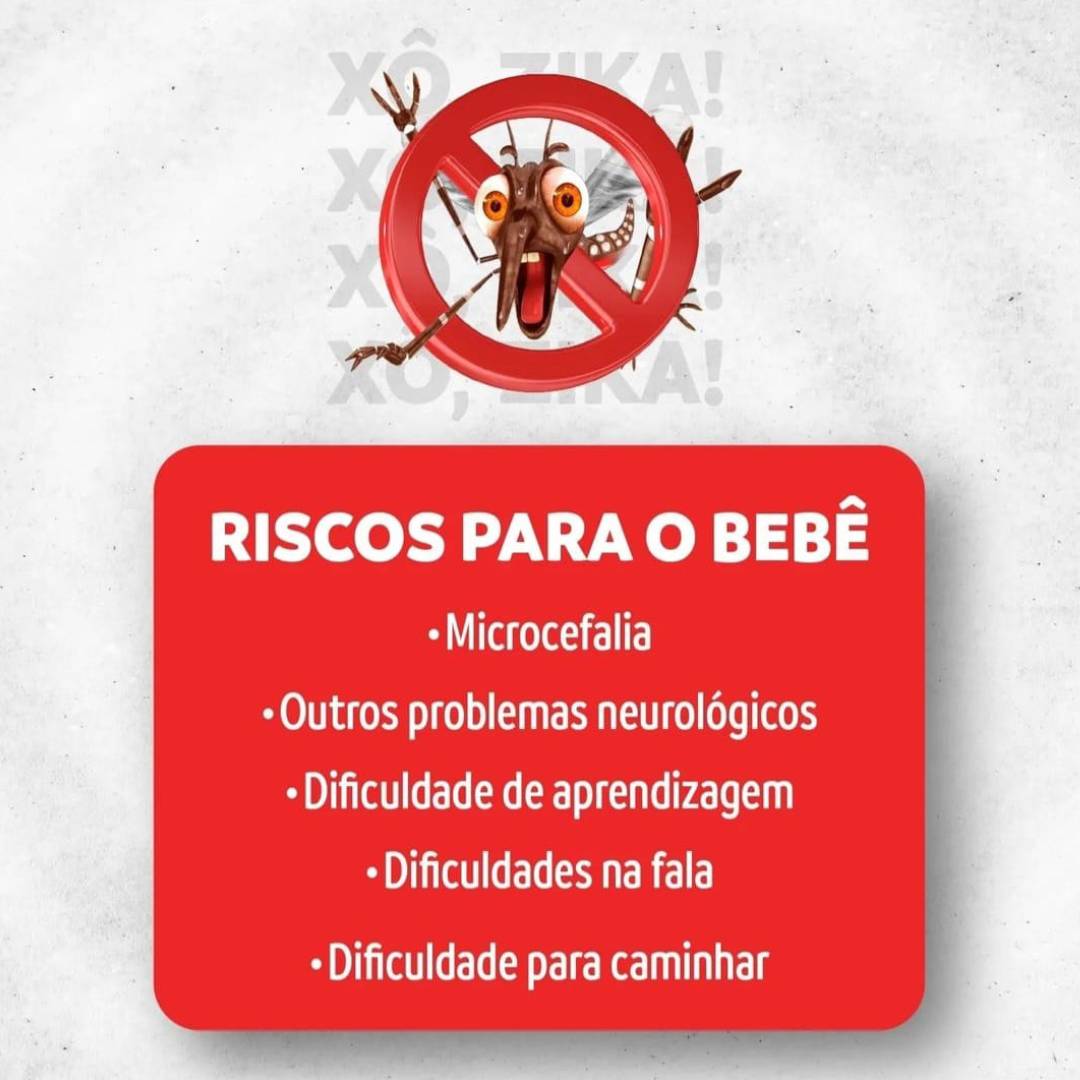 XÔ, ZIKA!
XÔ, ZIKA!
XÔ, ZIKA!
XÔ, ZIKA!
RISCOS PARA O BEBÊ
•Microcefalia
•Outros problemas neurológicos
•Dificuldade de aprendizagem
•Dificuldades na fala
•Dificuldade para caminhar